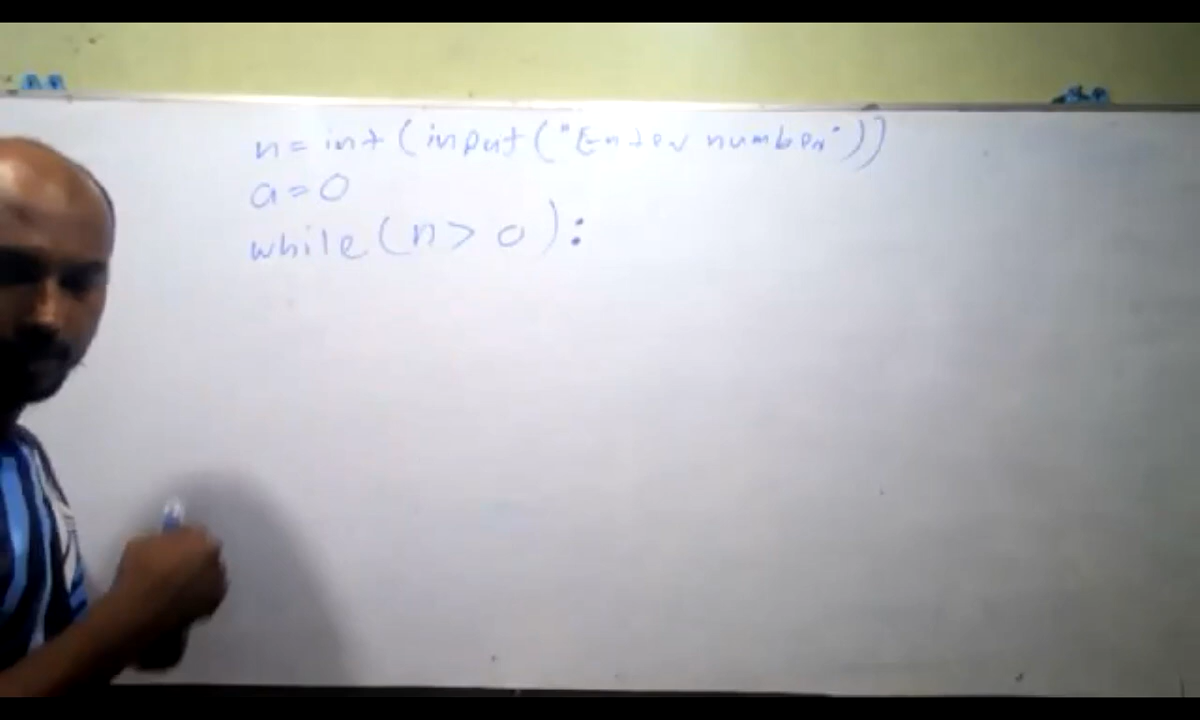 n = int (input ("Enter number"))
a = 0
while (n > 0):